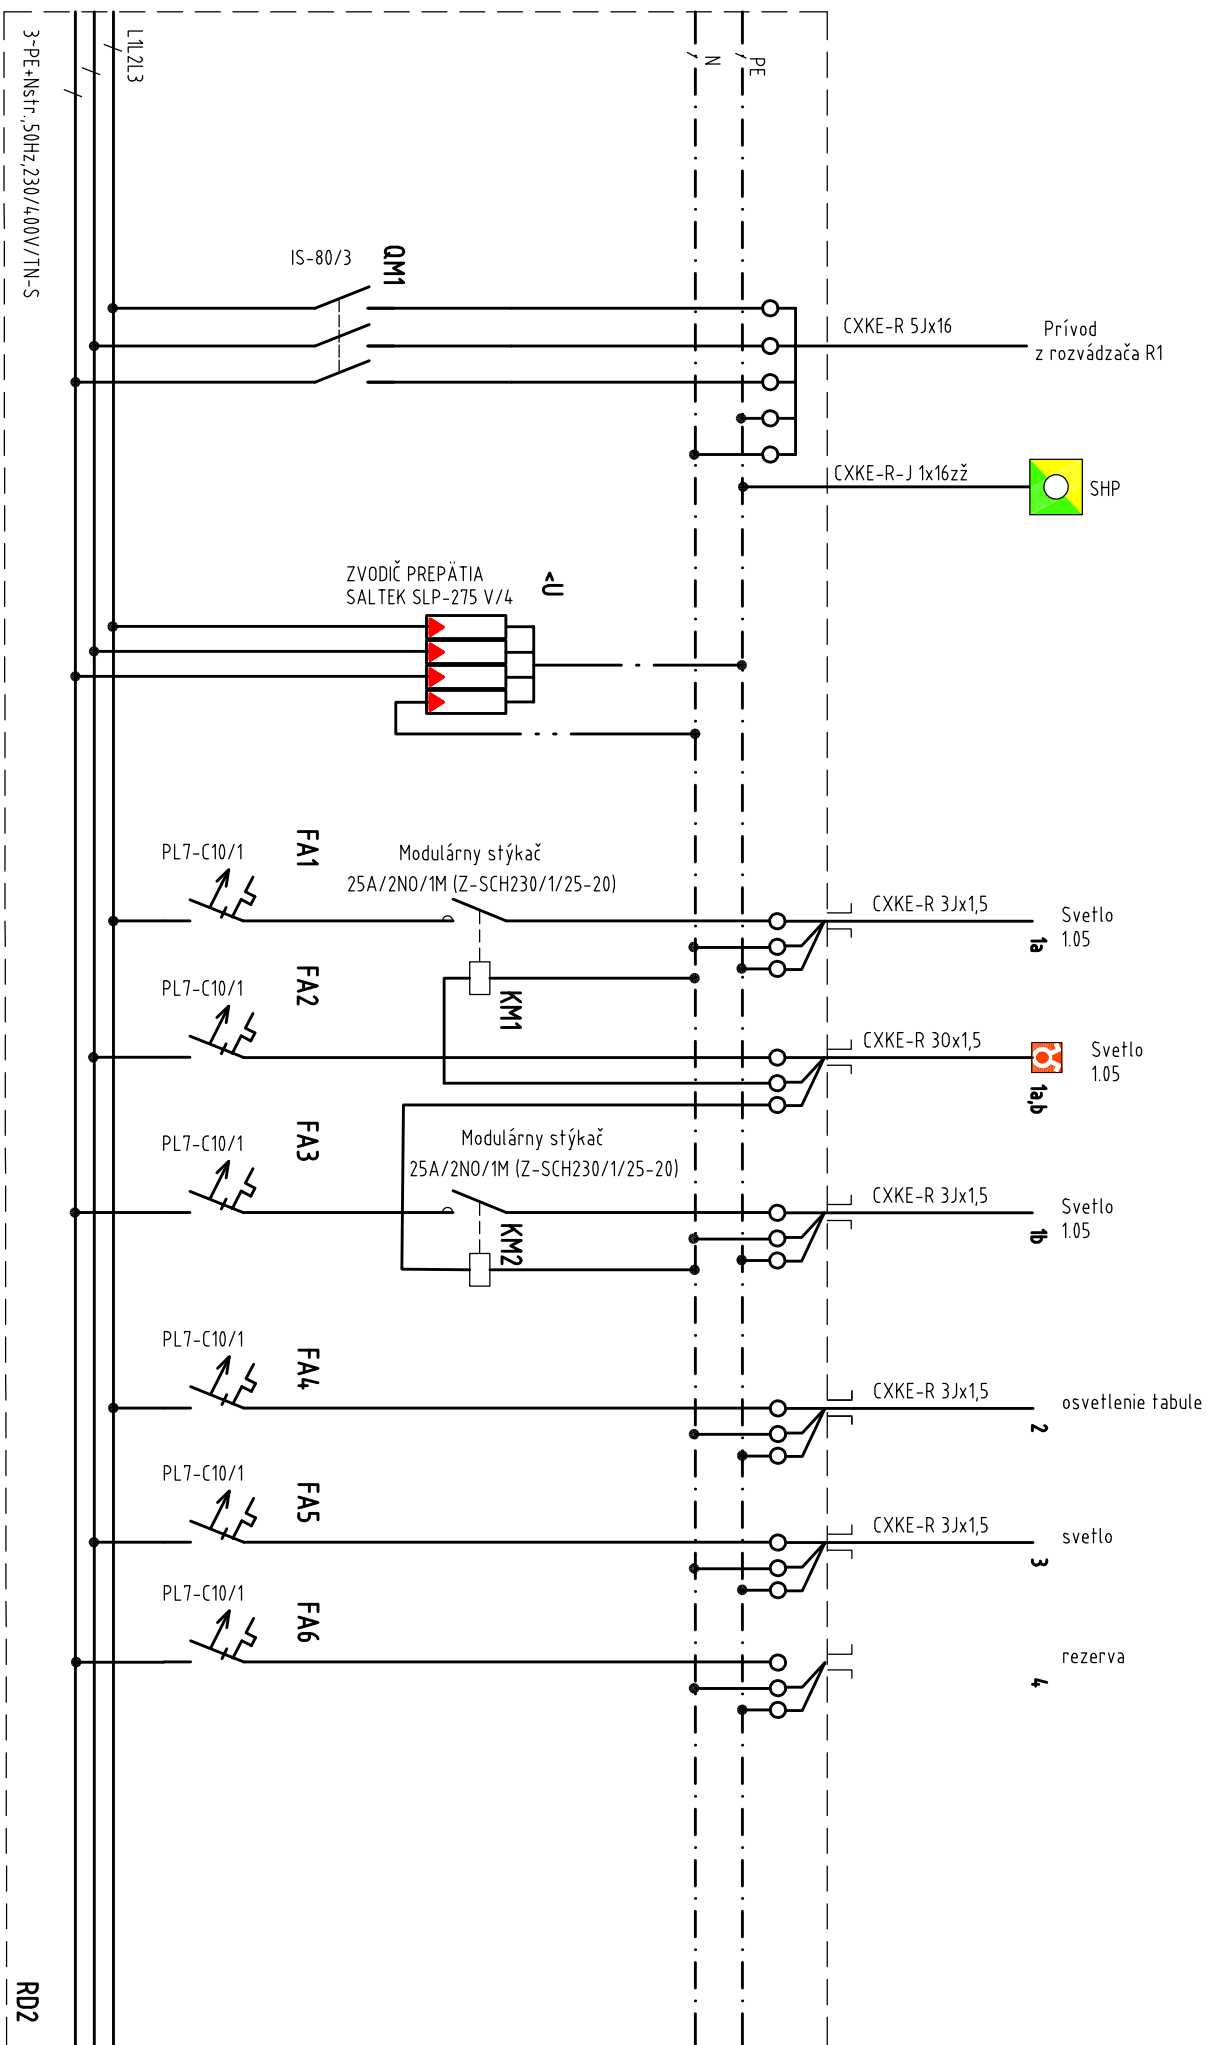 L1L2L3
3~PE+Nstr.,50Hz,230/400V/TN-S
N
PE
QM1
IS-80/3
CXKE-R 5Jx16
Prívod
z rozvádzača R1
CXKE-R-J 1x16zž
SHP
ZVODIČ PREPÄTIA
SALTEK SLP-275 V/4
^U
PL7-C10/1
FA1
Modulárny stýkač
25A/2NO/1M (Z-SCH230/1/25-20)
CXKE-R 3Jx1,5
Svetlo
1.05
1a
PL7-C10/1
FA2
KM1
CXKE-R 3Ox1,5
Svetlo
1.05
1a,b
PL7-C10/1
FA3
Modulárny stýkač
25A/2NO/1M (Z-SCH230/1/25-20)
KM2
CXKE-R 3Jx1,5
Svetlo
1.05
1b
PL7-C10/1
FA4
CXKE-R 3Jx1,5
osvetlenie tabule
2
PL7-C10/1
FA5
CXKE-R 3Jx1,5
svetlo
3
PL7-C10/1
FA6
rezerva
4
RD2